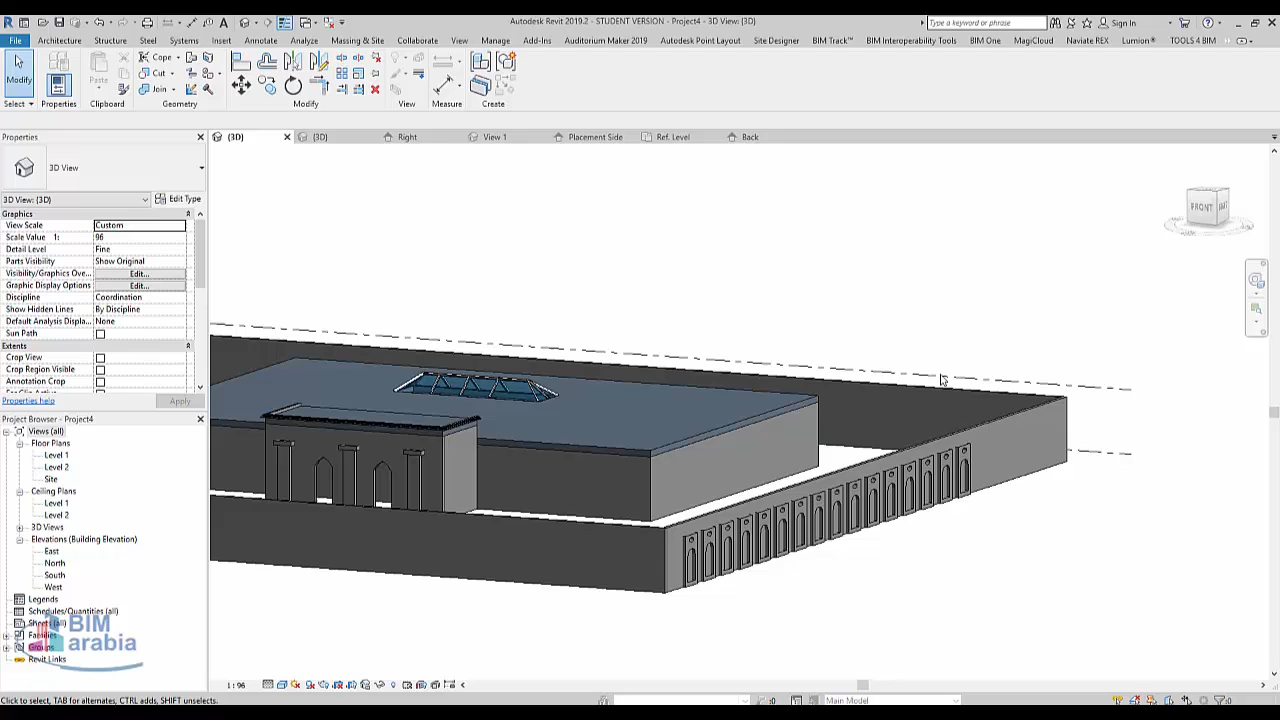 Autodesk Revit 2019.2 - STUDENT VERSION - Project4 - 3D View: {3D}
Type a keyword or phrase
Sign In
File Architecture Structure Steel Systems Insert Annotate Analyze Massing & Site Collaborate View Manage Add-Ins Auditorium Maker 2019 Autodesk Point Layout Site Designer BIM Track™ BIM Interoperability Tools BIM One MagiCloud Naviate REX Lumion® TOOLS 4 BIM
Modify
Paste
Cope
Cut
Join
Select Properties Clipboard Geometry Modify View Measure Create
Properties
{3D} {3D} Right View 1 Placement Side Ref. Level Back
3D View
3D View: {3D} Edit Type
Graphics
View Scale Custom
Scale Value 1: 96
Detail Level Fine
Parts Visibility Show Original
Visibility/Graphics Ove... Edit...
Graphic Display Options Edit...
Discipline Coordination
Show Hidden Lines By Discipline
Default Analysis Displa... None
Sun Path
Extents
Crop View
Crop Region Visible
Annotation Crop
Properties help Apply
FRONT
Project Browser - Project4
Views (all)
Floor Plans
Level 1
Level 2
Site
Ceiling Plans
Level 1
Level 2
3D Views
Elevations (Building Elevation)
East
North
South
West
Legends
Schedules/Quantities (all)
Sheets (all)
Families
Groups
Revit Links
BIM
arabia
1 : 96
Click to select, TAB for alternates, CTRL adds, SHIFT unselects.
:0
Main Model
:0